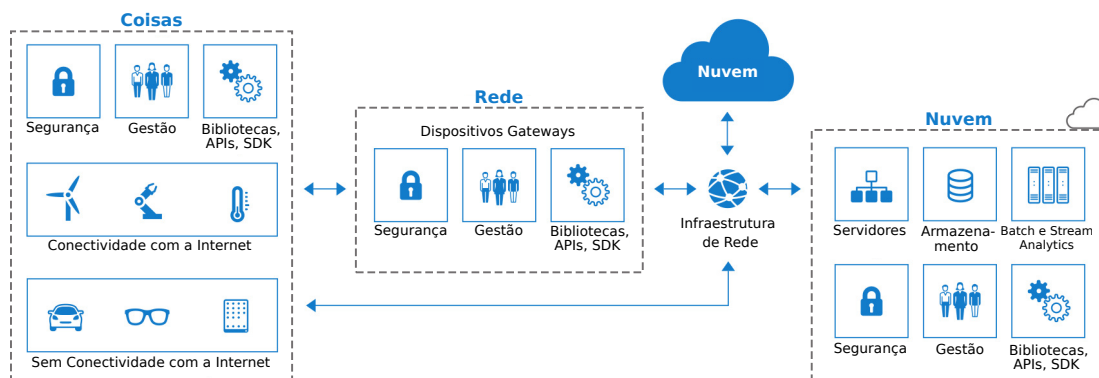 Coisas
Segurança
Gestão
Bibliotecas,
APIs, SDK
Conectividade com a Internet
Sem Conectividade com a Internet
Rede
Dispositivos Gateways
Segurança
Gestão
Bibliotecas,
APIs, SDK
Nuvem
Infraestrutura
de Rede
Nuvem
Servidores
Armazena-
mento
Batch e Stream
Analytics
Segurança
Gestão
Bibliotecas,
APIs, SDK